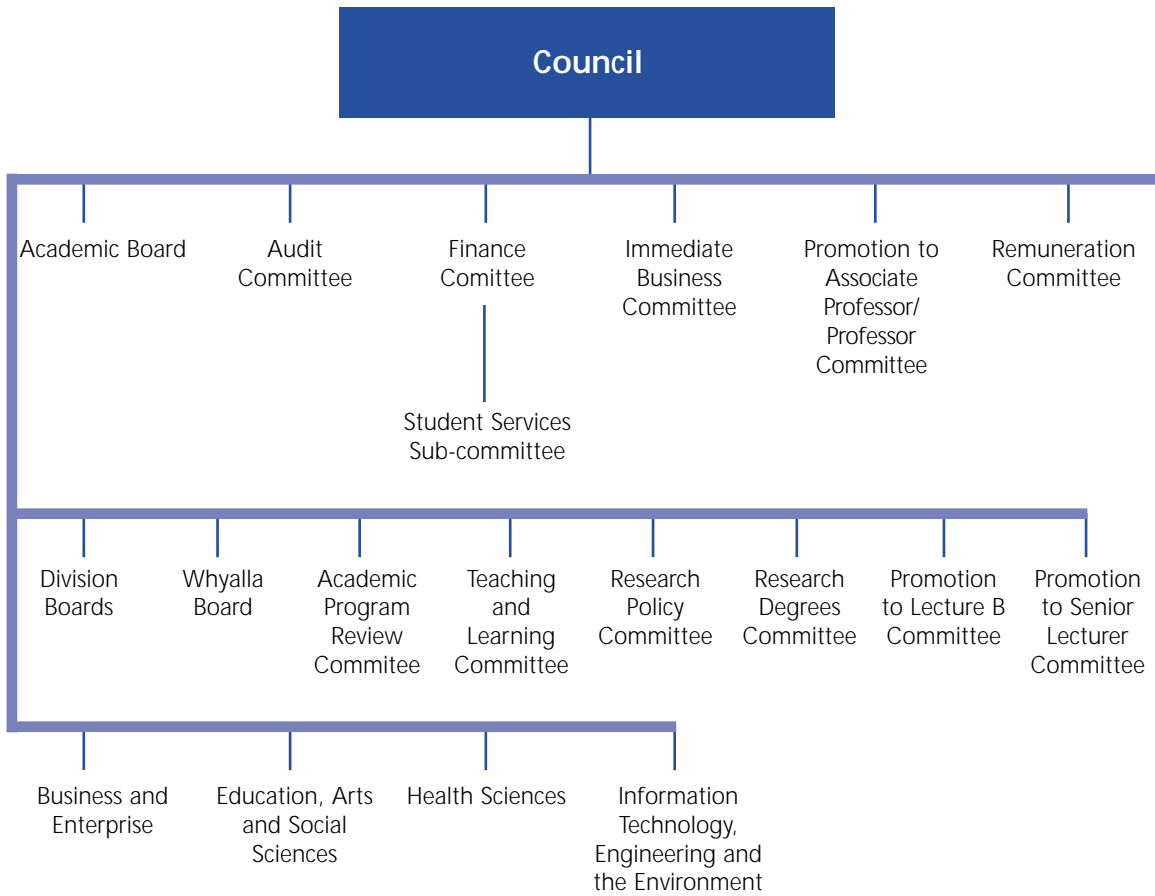 Council
Academic Board
Audit
Committee
Finance
Comittee
Immediate
Business
Committee
Promotion to
Associate
Professor/
Professor
Committee
Remuneration
Committee
Student Services
Sub-committee
Division
Boards
Whyalla
Board
Academic
Program
Review
Commitee
Teaching
and
Learning
Committee
Research
Policy
Committee
Research
Degrees
Committee
Promotion
to Lecture B
Committee
Promotion
to Senior
Lecturer
Committee
Business and
Enterprise
Education, Arts
and Social
Sciences
Health Sciences
Information
Technology,
Engineering and
the Environment